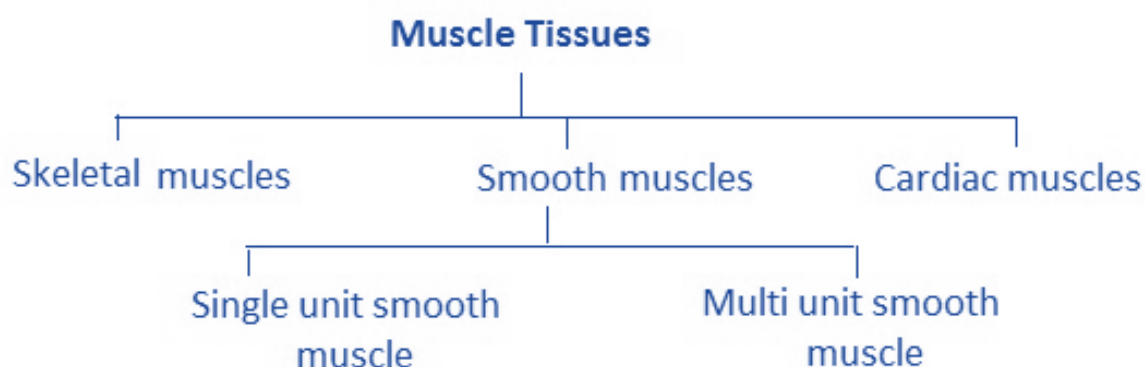 Muscle Tissues
Skeletal muscles Smooth muscles Cardiac muscles
Single unit smooth muscle
Multi unit smooth muscle